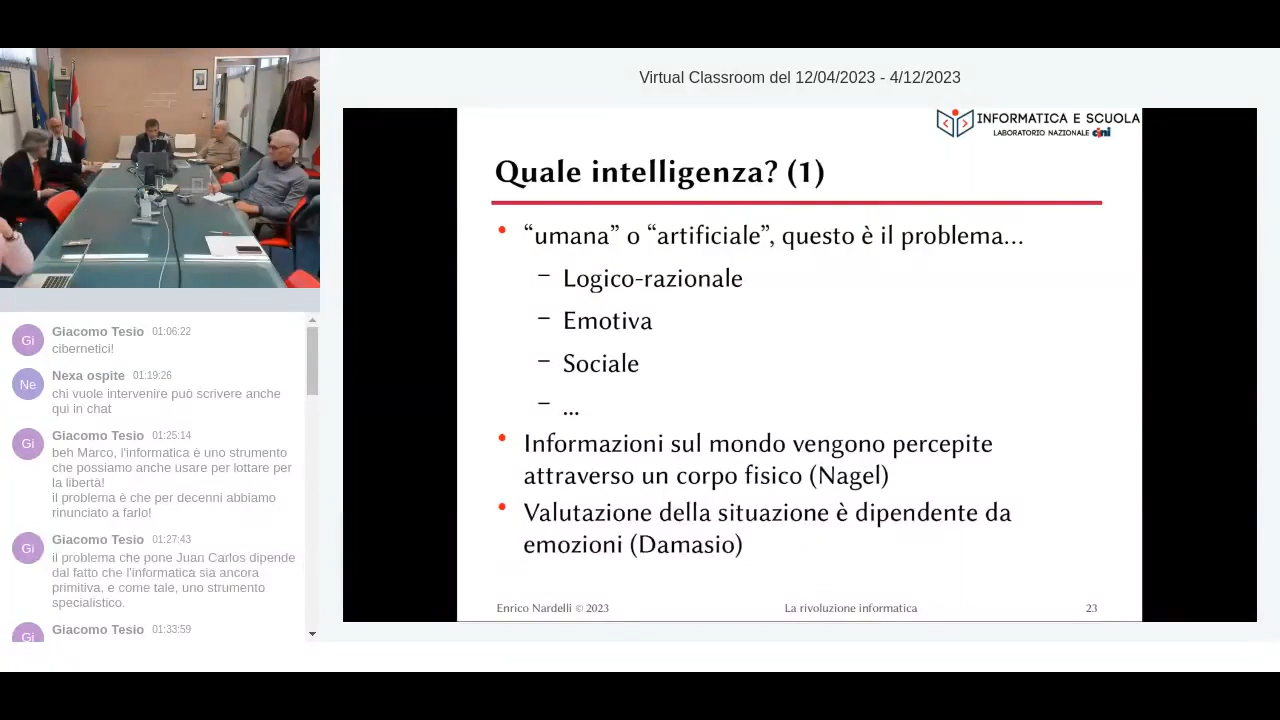 Virtual Classroom del 12/04/2023 - 4/12/2023
INFORMATICA E SCUOLA
LABORATORIO NAZIONALE cini
Quale intelligenza? (1)
• “umana” o “artificiale”, questo è il problema...
– Logico-razionale
– Emotiva
– Sociale
– ...
• Informazioni sul mondo vengono percepite
attraverso un corpo fisico (Nagel)
• Valutazione della situazione è dipendente da
emozioni (Damasio)
Enrico Nardelli © 2023
La rivoluzione informatica
23
Gi
Giacomo Tesio 01:06:22
cibernetici!
Ne
Nexa ospite 01:19:26
chi vuole intervenire può scrivere anche
qui in chat
Gi
Giacomo Tesio 01:25:14
beh Marco, l'informatica è uno strumento
che possiamo anche usare per lottare per
la libertà!
il problema è che per decenni abbiamo
rinunciato a farlo!
Gi
Giacomo Tesio 01:27:43
il problema che pone Juan Carlos dipende
dal fatto che l'informatica sia ancora
primitiva, e come tale, uno strumento
specialistico.
Gi
Giacomo Tesio 01:33:59